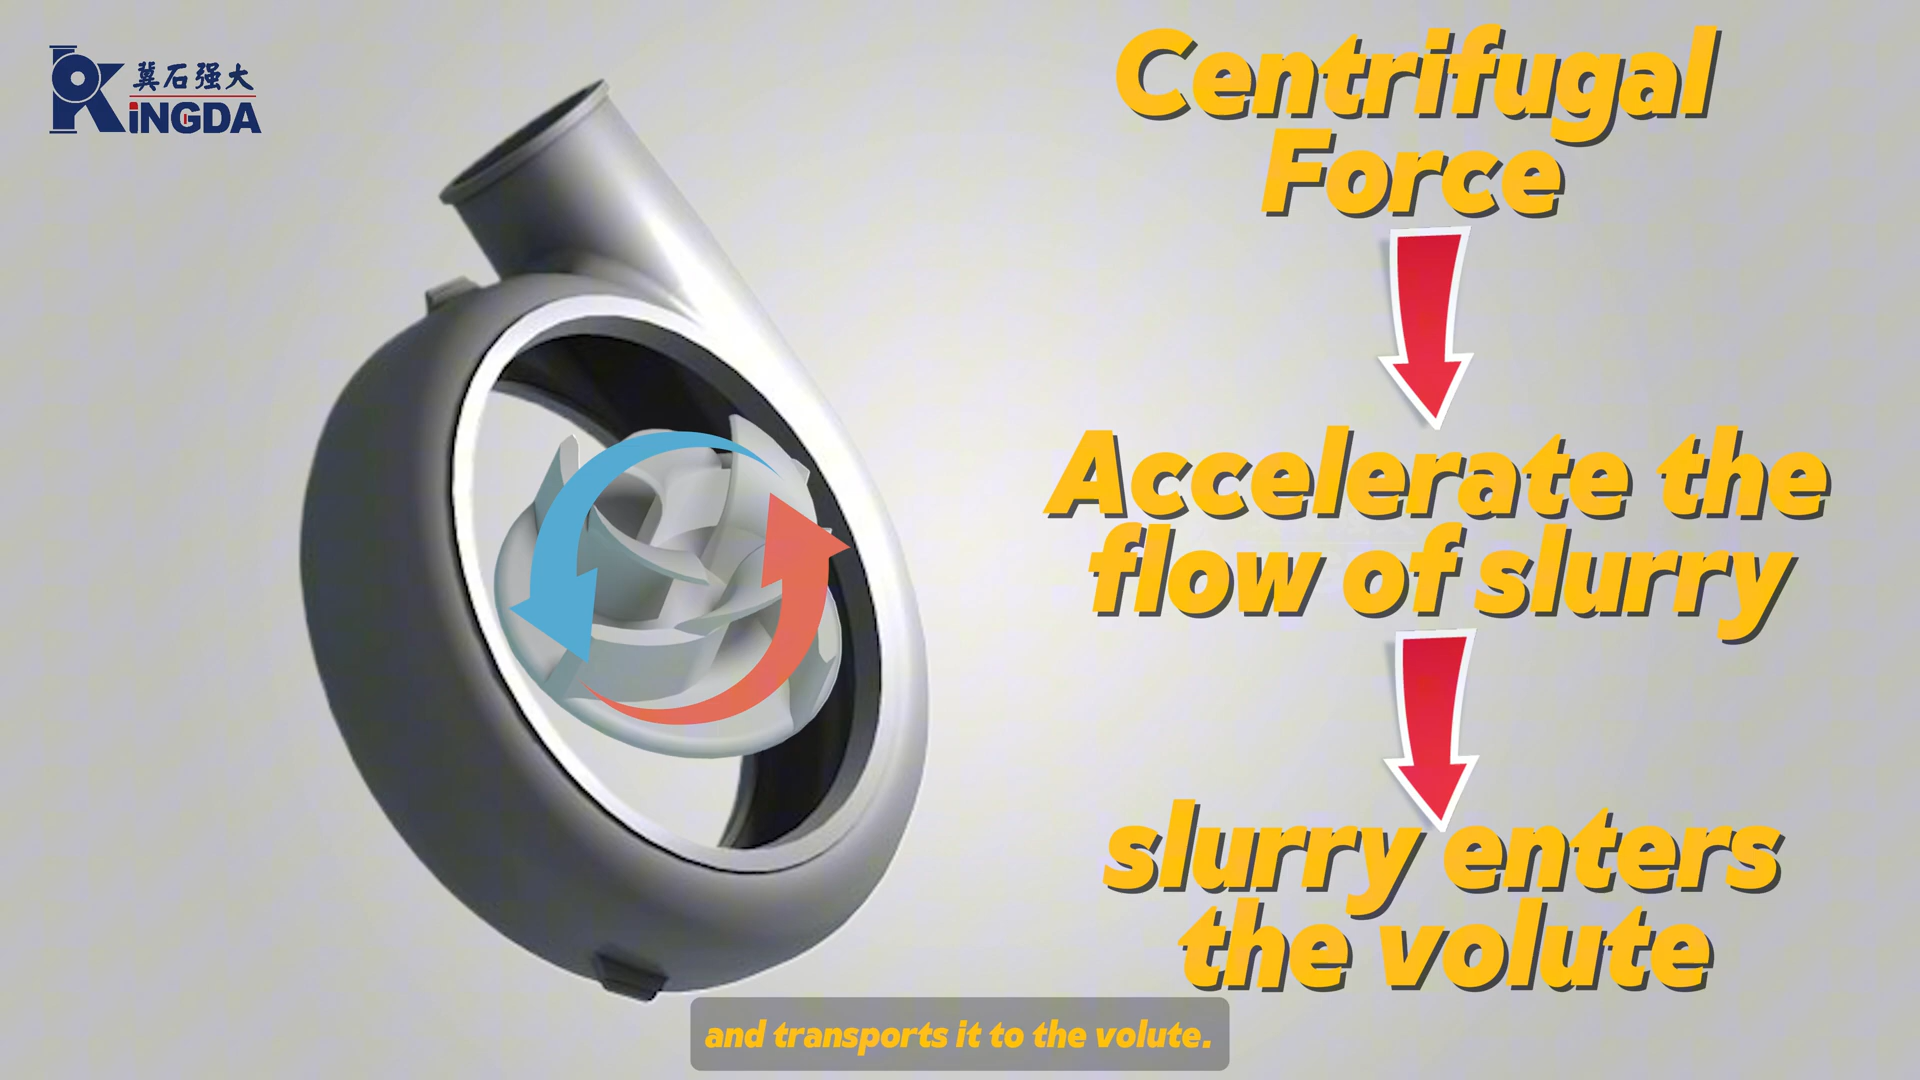 冀石强大
KiNGDA
Centrifugal
Force
Accelerate the
flow of slurry
slurry enters
the volute
and transports it to the volute.